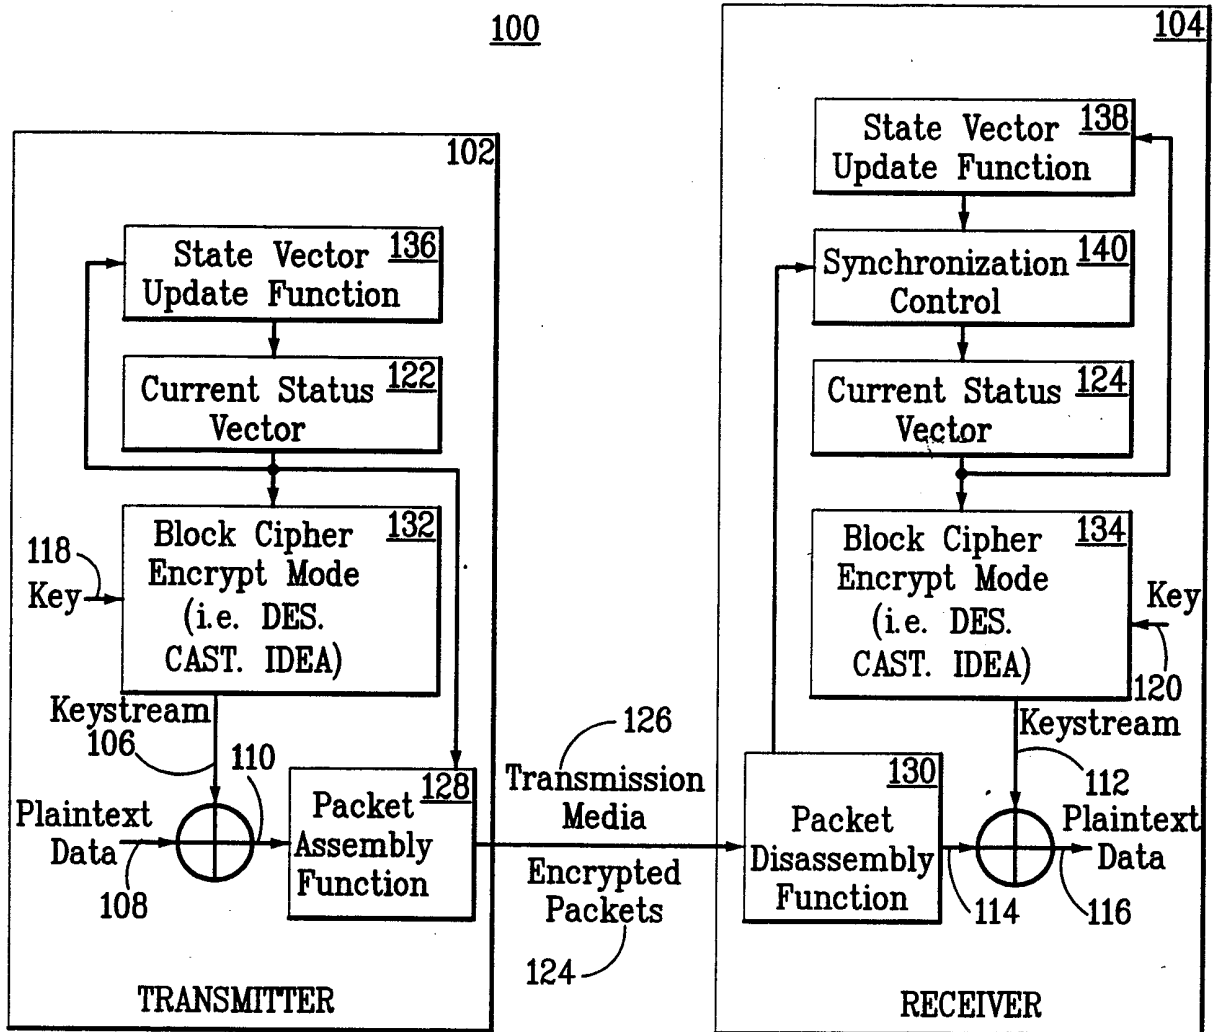 100
102
State Vector 136
Update Function
Current Status 122
Vector
Block Cipher 132
Encrypt Mode
(i.e. DES.
CAST. IDEA)
118
Key
Keystream
106
110
Plaintext
Data
108
Packet 128
Assembly
Function
TRANSMITTER
126
Transmission
Media
Encrypted
Packets
124
104
State Vector 138
Update Function
Synchronization 140
Control
Current Status 124
Vector
Block Cipher 134
Encrypt Mode
(i.e. DES.
CAST. IDEA)
Key
120
Keystream
112
130
Packet
Disassembly
Function
114
Plaintext
Data
116
RECEIVER